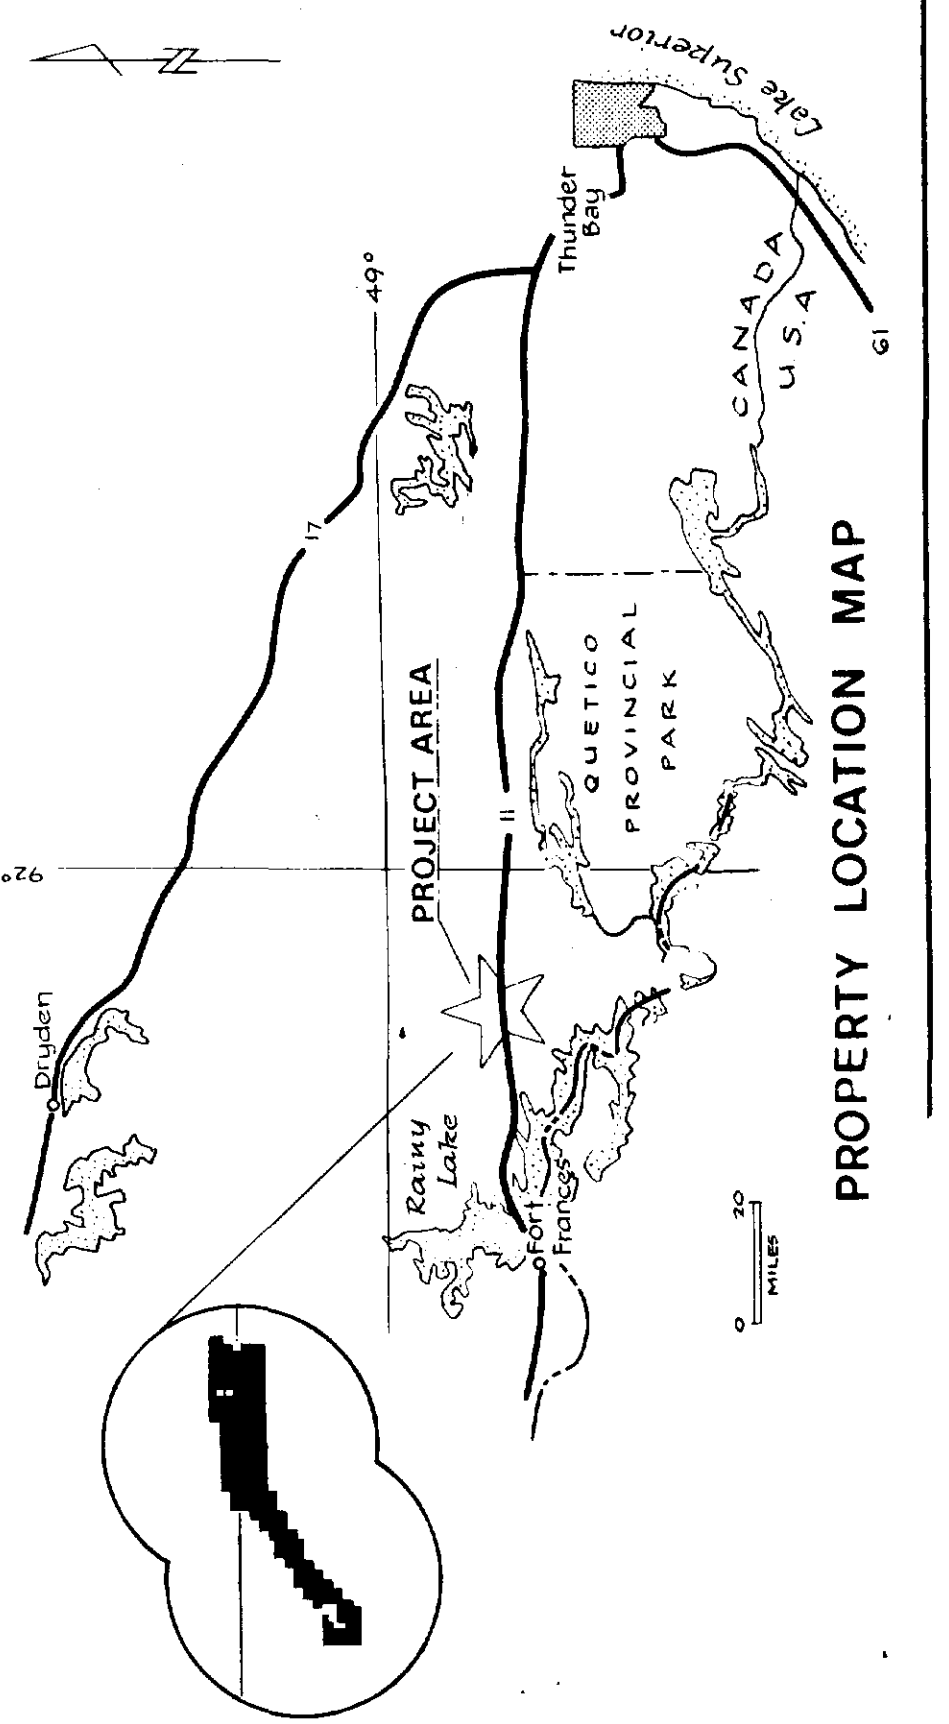 Lake Superior
Thunder
Bay
49°
17
CANADA
U.S.A
61
PROJECT AREA
11
QUETICO
PROVINCIAL
PARK
92°
Dryden
Rainy
Lake
Fort
Frances
0 20
MILES
N
PROPERTY LOCATION MAP